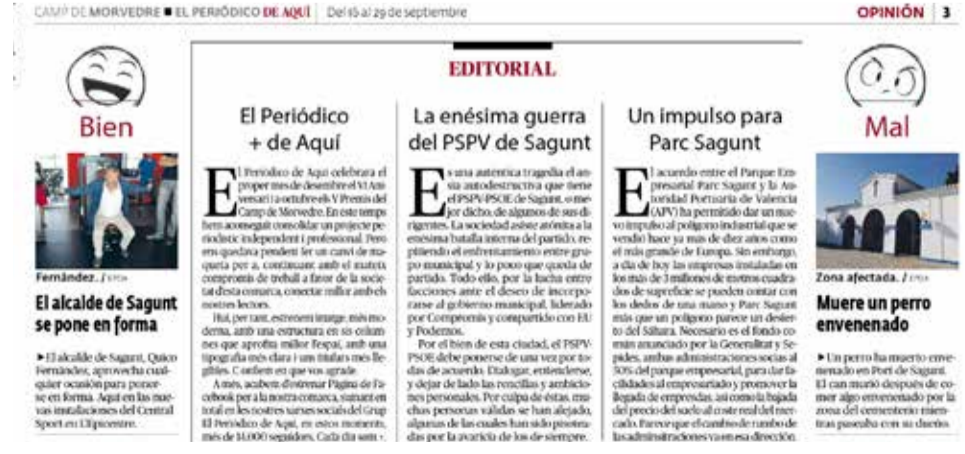 CAMP DE MORVEDRE ■ EL PERIÓDICO DE AQUÍ | Del 16 al 29 de septiembre
OPINIÓN 3
Bien
Fernández. / EPDA
El alcalde de Sagunt
se pone en forma
►El alcalde de Sagunt, Quico
Fernández, aprovecha cual-
quier ocasión para poner-
se en forma. Aquí en las nue-
vas instalaciones del Central
Sport en L'Epicentre.
EDITORIAL
El Periódico
+ de Aquí
El Periódico de Aquí celebrara el
proper mes de desembre el VI Ani-
versari i a octubre els V Premis del
Camp de Morvedre. En este temps
hem aconseguit consolidar un projecte pe-
riodístic independent i professional. Però
ens quedava pendent fer un canvi de ma-
queta per a, continuant amb el mateix
compromís de treball a favor de la socie-
tat d'esta comarca, conectar millor amb els
nostres lectors.
Hui, per tant, estrenem imatge, més mo-
derna, amb una estructura en sis colum-
nes que aprofita millor l'espai, amb una
tipografia més clara i uns titulars més lle-
gibles. Confiem en que vos agrade.
A més, acabem d'estrenar Pàgina de Fa-
cebook per a la nostra comarca, sumant en
total en les nostres xarxes socials del Grup
El Periódico de Aquí, en estos moments,
més de 14.000 seguidors. Cada dia som +.
La enésima guerra
del PSPV de Sagunt
Es una auténtica tragedia el an-
sia autodestructiva que tiene
el PSPV-PSOE de Sagunt, o me-
jor dicho, de algunos de sus di-
rigentes. La sociedad asiste atónita a la
enésima batalla interna del partido, re-
pitiendo el enfrentamiento entre gru-
po municipal y lo poco que queda de
partido. Todo ello, por la lucha entre
facciones ante el deseo de incorpo-
rarse al gobierno municipal, liderado
por Compromís y compartido con EU
y Podemos.
Por el bien de esta ciudad, el PSPV-
PSOE debe ponerse de una vez por to-
das de acuerdo. Dialogar, entenderse,
y dejar de lado las rencillas y ambicio-
nes personales. Por culpa de éstas, mu-
chas personas válidas se han alejado,
algunas de las cuales han sido pisotea-
das por la avaricia de los de siempre.
Un impulso para
Parc Sagunt
El acuerdo entre el Parque Em-
presarial Parc Sagunt y la Au-
toridad Portuaria de Valencia
(APV) ha permitido dar un nue-
vo impulso al polígono industrial que se
vendió hace ya mas de diez años como
el más grande de Europa. Sin embargo,
a día de hoy las empresas instaladas en
los más de 3 millones de metros cuadra-
dos de superficie se pueden contar con
los dedos de una mano y Parc Sagunt
más que un polígono parece un desier-
to del Sáhara. Necesario es el fondo co-
mún anunciado por la Generalitat y Se-
pides, ambas administraciones socias al
50% del parque empresarial, para dar fa-
cilidades al empresariado y promover la
llegada de empresas, así como la bajada
del precio del suelo al coste real del mer-
cado. Parece que el cambio de rumbo de
las administraciones va en esa dirección.
Mal
Zona afectada. / EPDA
Muere un perro
envenenado
►Un perro ha muerto enve-
nenado en Port de Sagunt.
El can murió después de co-
mer algo envenenado por la
zona del cementerio mien-
tras paseaba con su dueño.